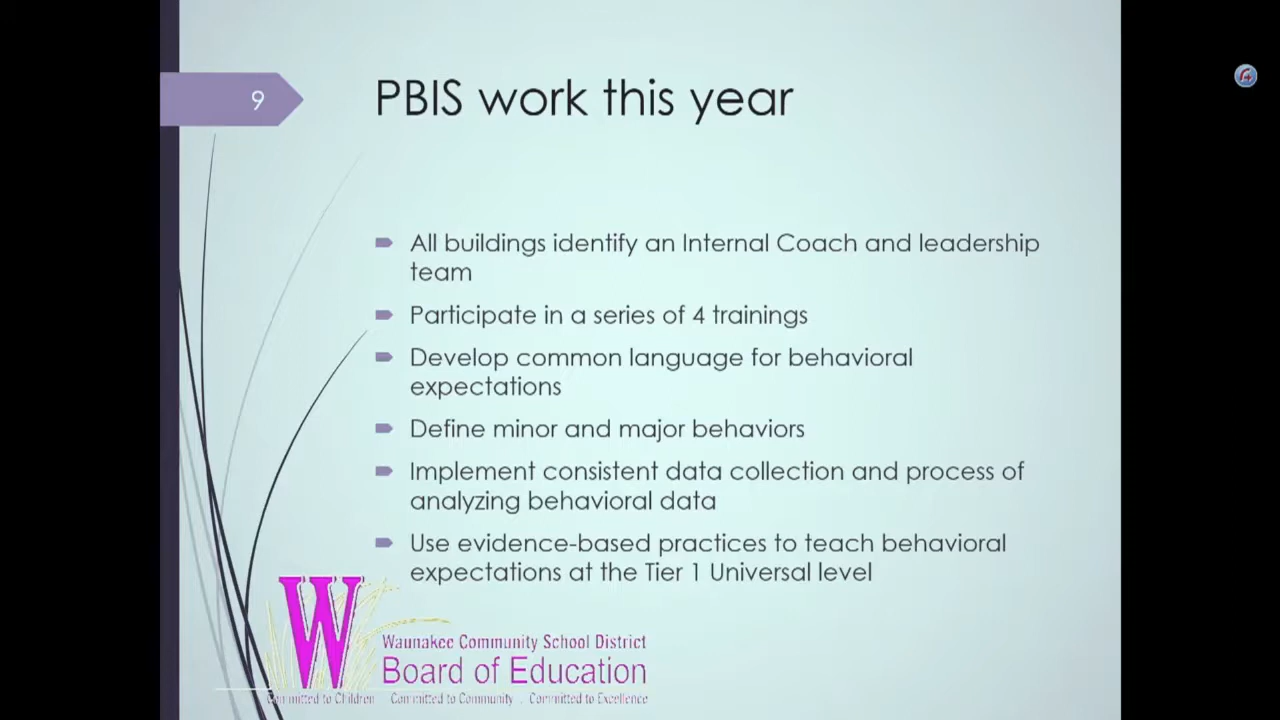 9
PBIS work this year
All buildings identify an Internal Coach and leadership
team
Participate in a series of 4 trainings
Develop common language for behavioral
expectations
Define minor and major behaviors
Implement consistent data collection and process of
analyzing behavioral data
Use evidence-based practices to teach behavioral
expectations at the Tier 1 Universal level
W
Waunakee Community School District
Board of Education
Committed to Children Committed to Community . Committed to Excellence